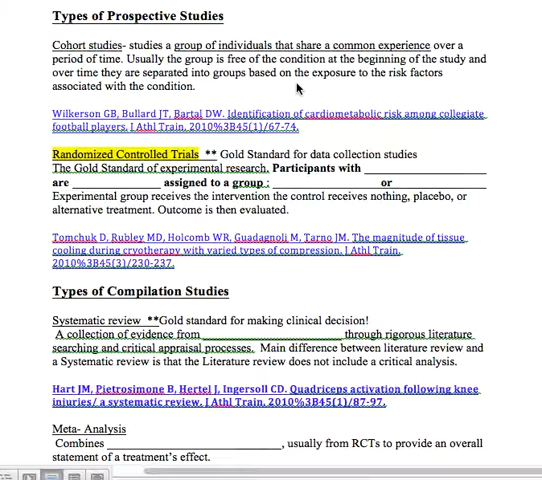 Types of Prospective Studies
Cohort studies- studies a group of individuals that share a common experience over a
period of time. Usually the group is free of the condition at the beginning of the study and
over time they are separated into groups based on the exposure to the risk factors
associated with the condition.
Wilkerson GB, Bullard JT, Bartal DW. Identification of cardiometabolic risk among collegiate
football players. J Athl Train. 2010%3B45(1)/67-74.
Randomized Controlled Trials ** Gold Standard for data collection studies
The Gold Standard of experimental research. Participants with ____________________
are ______________ assigned to a group : __________________ or __________________
Experimental group receives the intervention the control receives nothing, placebo, or
alternative treatment. Outcome is then evaluated.
Tomchuk D, Rubley MD, Holcomb WR, Guadagnoli M, Tarno JM. The magnitude of tissue
cooling during cryotherapy with varied types of compression. J Athl Train.
2010%3B45(3)/230-237.
Types of Compilation Studies
Systematic review **Gold standard for making clinical decision!
A collection of evidence from ______________________ through rigorous literature
searching and critical appraisal processes. Main difference between literature review and
a Systematic review is that the Literature review does not include a critical analysis.
Hart JM, Pietrosimone B, Hertel J, Ingersoll CD. Quadriceps activation following knee
injuries/ a systematic review. J Athl Train. 2010%3B45(1)/87-97.
Meta- Analysis
Combines ____________________________, usually from RCTs to provide an overall
statement of a treatment's effect.